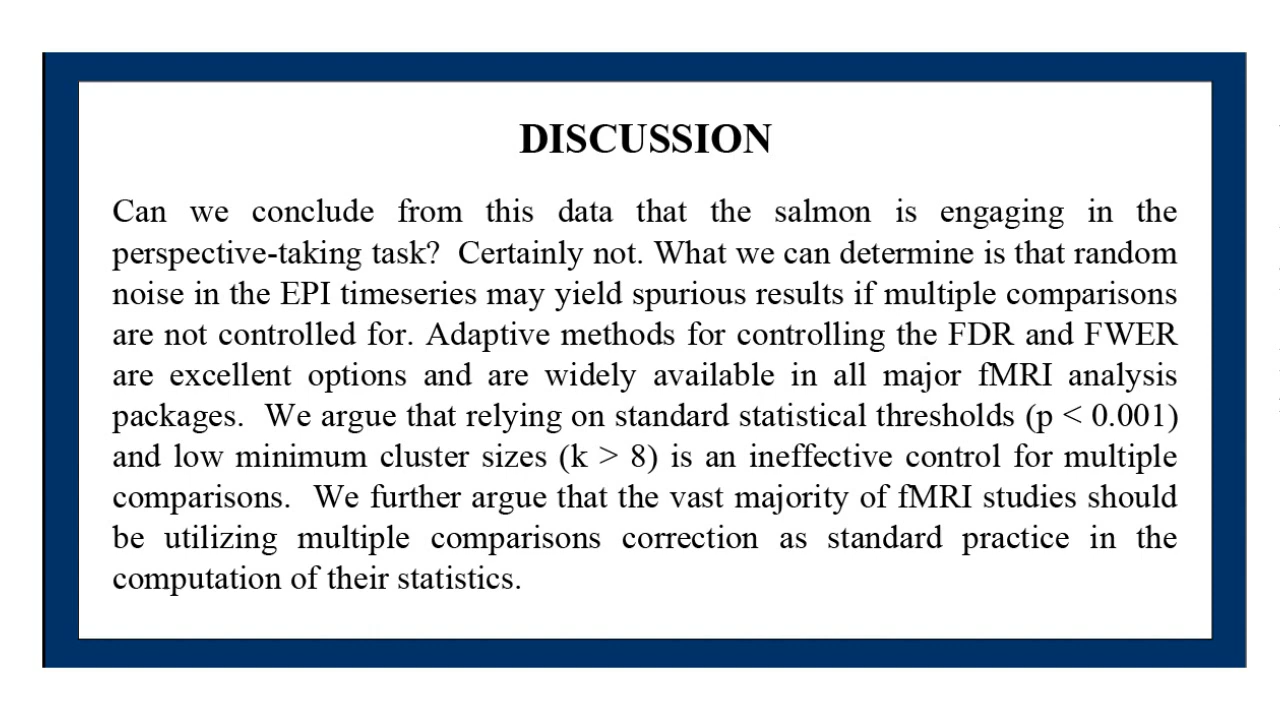 DISCUSSION
Can we conclude from this data that the salmon is engaging in the
perspective-taking task?  Certainly not. What we can determine is that random
noise in the EPI timeseries may yield spurious results if multiple comparisons
are not controlled for. Adaptive methods for controlling the FDR and FWER
are excellent options and are widely available in all major fMRI analysis
packages.  We argue that relying on standard statistical thresholds (p < 0.001)
and low minimum cluster sizes (k > 8) is an ineffective control for multiple
comparisons.  We further argue that the vast majority of fMRI studies should
be utilizing multiple comparisons correction as standard practice in the
computation of their statistics.